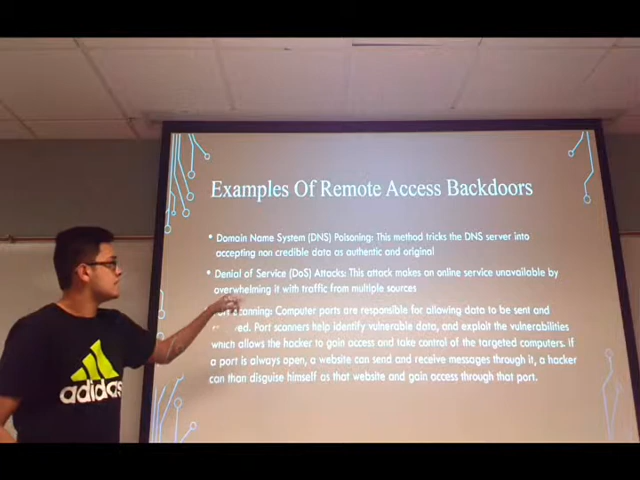 Examples Of Remote Access Backdoors
• Domain Name System (DNS) Poisoning: This method tricks the DNS server into
accepting non credible data as authentic and original
• Denial of Service (DoS) Attacks: This attack makes an online service unavailable by
overwhelming it with traffic from multiple sources
Scanning: Computer ports are responsible for allowing data to be sent and
Port scanners help identify vulnerable data, and exploit the vulnerabilities
which allows the hacker to gain access and take control of the targeted computers. If
a port is always open, a website can send and receive messages through it, a hacker
can than disguise himself as that website and gain access through that port.
adidas